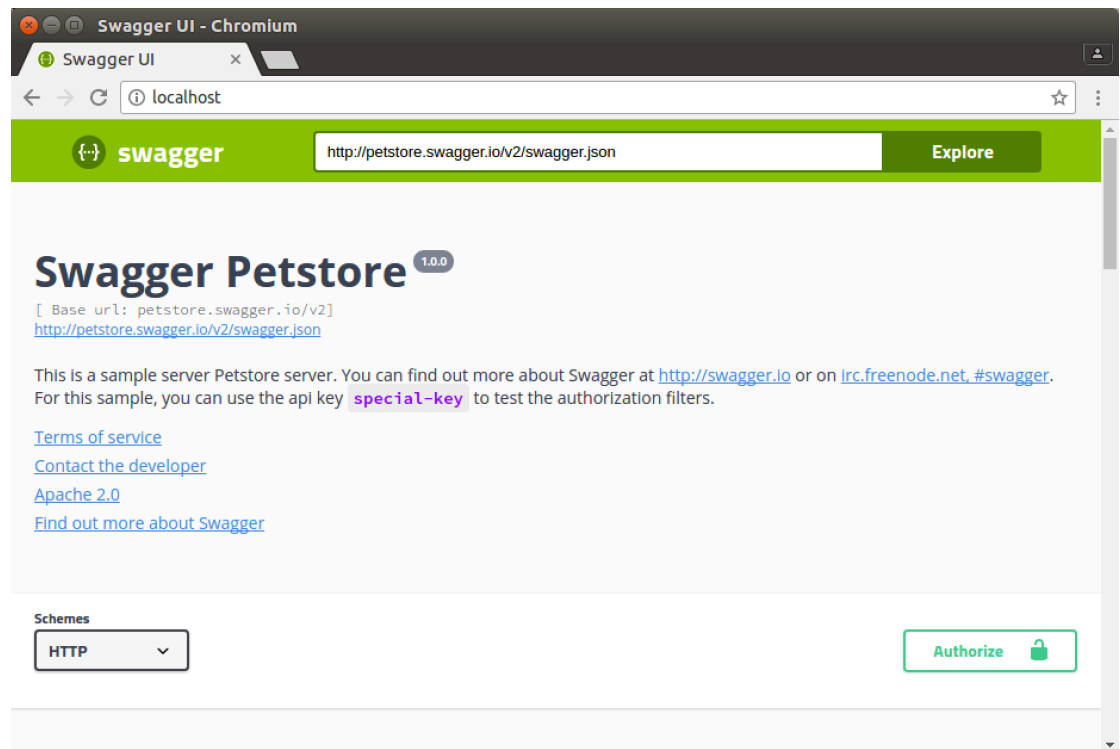 Swagger UI - Chromium
Swagger UI
localhost
{···} swagger
http://petstore.swagger.io/v2/swagger.json
Explore
Swagger Petstore 1.0.0
[ Base url: petstore.swagger.io/v2]
http://petstore.swagger.io/v2/swagger.json
This is a sample server Petstore server. You can find out more about Swagger at http://swagger.io or on irc.freenode.net, #swagger.
For this sample, you can use the api key special-key to test the authorization filters.
Terms of service
Contact the developer
Apache 2.0
Find out more about Swagger
Schemes
HTTP
Authorize